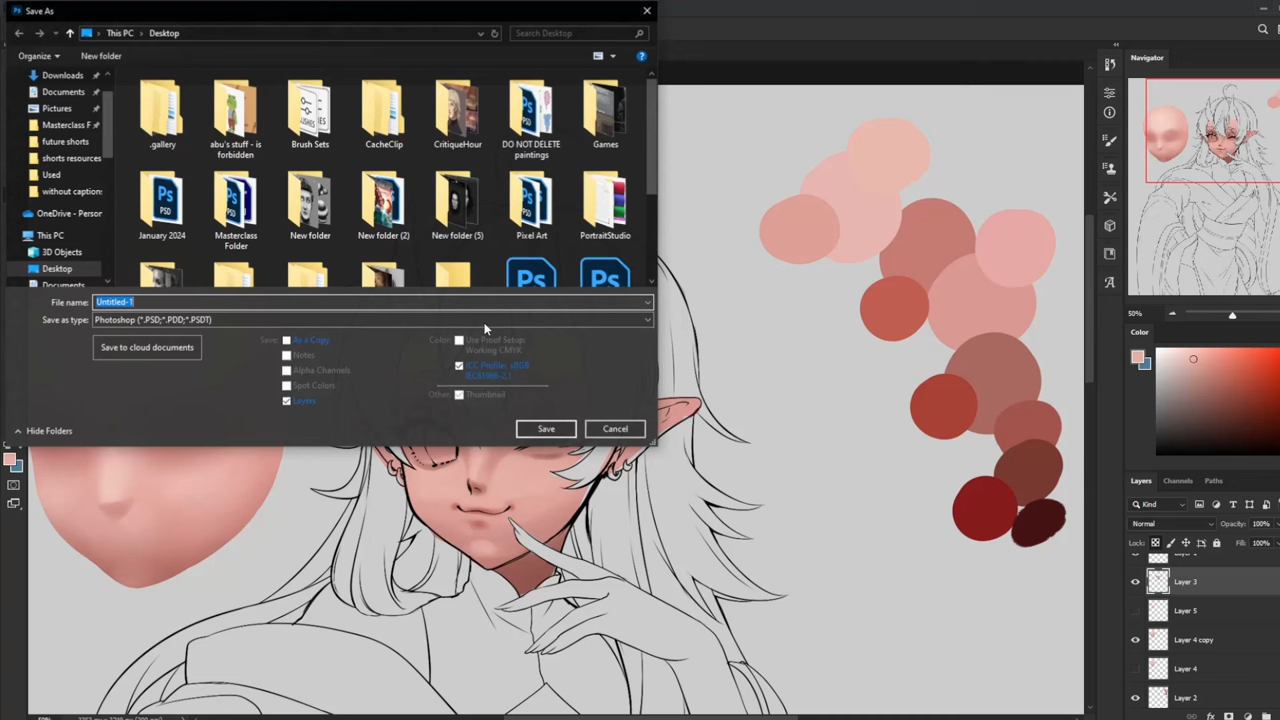 Save As
This PC
Desktop
Search Desktop
Organize
New folder
Downloads
Documents
Pictures
Masterclass F
future shorts
shorts resources
Used
without captions
OneDrive - Person
This PC
3D Objects
Desktop
Documents
.gallery
abu's stuff - is forbidden
Brush Sets
CacheClip
CritiqueHour
DO NOT DELETE paintings
Games
January 2024
Masterclass Folder
New folder
New folder (2)
New folder (5)
Pixel Art
PortraitStudio
File name:
Untitled-1
Save as type:
Photoshop (*.PSD;*.PDD;*.PSDT)
Save to cloud documents
Save:
As a Copy
Notes
Alpha Channels
Spot Colors
Layers
Color:
Use Proof Setup:
Working CMYK
ICC Profile: sRGB
IEC61966-2.1
Other:
Thumbnail
Hide Folders
Save
Cancel
Navigator
50%
Color
Layers
Channels
Paths
Kind
Normal
Opacity:
100%
Lock:
Fill:
100%
Layer 3
Layer 5
Layer 4 copy
Layer 4
Layer 2